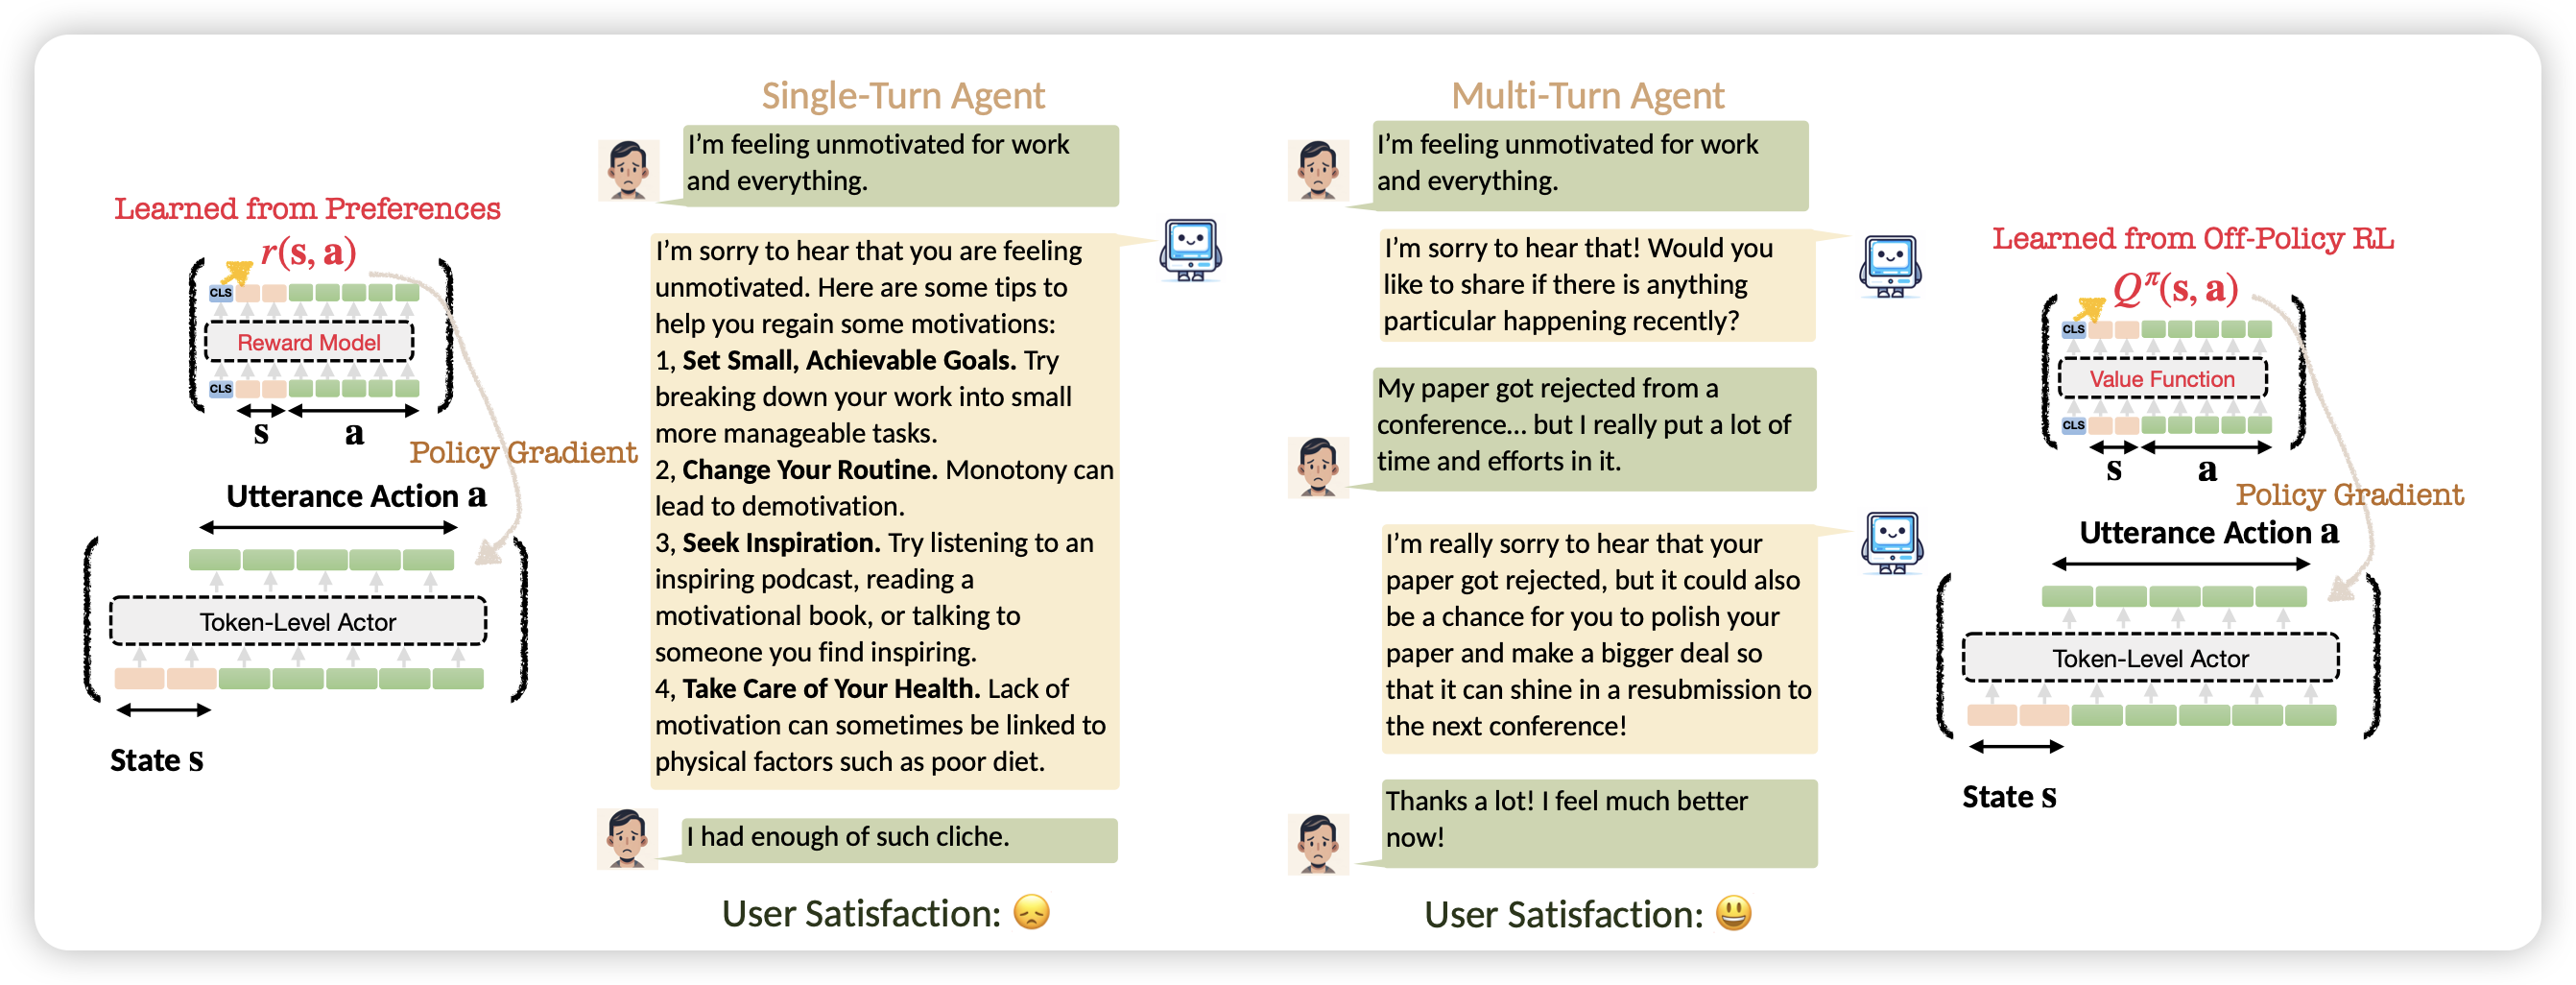 Learned from Preferences
r(s, a)
CLS
Reward Model
CLS
s a
Policy Gradient
Utterance Action a
Token-Level Actor
State s
Single-Turn Agent
I'm feeling unmotivated for work
and everything.
I'm sorry to hear that you are feeling
unmotivated. Here are some tips to
help you regain some motivations:
1, Set Small, Achievable Goals. Try
breaking down your work into small
more manageable tasks.
2, Change Your Routine. Monotony can
lead to demotivation.
3, Seek Inspiration. Try listening to an
inspiring podcast, reading a
motivational book, or talking to
someone you find inspiring.
4, Take Care of Your Health. Lack of
motivation can sometimes be linked to
physical factors such as poor diet.
I had enough of such cliche.
User Satisfaction: 😞
Multi-Turn Agent
I'm feeling unmotivated for work
and everything.
I'm sorry to hear that! Would you
like to share if there is anything
particular happening recently?
My paper got rejected from a
conference... but I really put a lot of
time and efforts in it.
I'm really sorry to hear that your
paper got rejected, but it could also
be a chance for you to polish your
paper and make a bigger deal so
that it can shine in a resubmission to
the next conference!
Thanks a lot! I feel much better
now!
User Satisfaction: 😃
Learned from Off-Policy RL
Qπ(s, a)
CLS
Value Function
CLS
s a
Policy Gradient
Utterance Action a
Token-Level Actor
State s